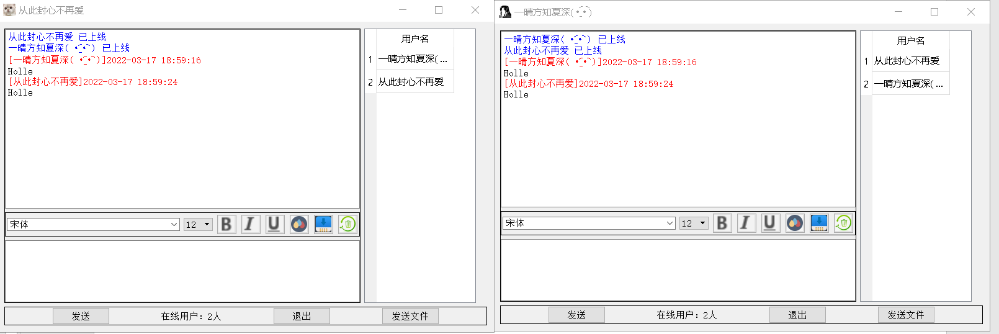 从此封心不再爱
从此封心不再爱 已上线
一晴方知夏深( •͈᷄ᴗ•͈᷅ ) 已上线
[一晴方知夏深( •͈᷄ᴗ•͈᷅ )]2022-03-17 18:59:16
Holle
[从此封心不再爱]2022-03-17 18:59:24
Holle
用户名
1 一晴方知夏深( ...
2 从此封心不再爱
宋体 12 B I U
发送 在线用户：2人 退出 发送文件
一晴方知夏深( •͈᷄ᴗ•͈᷅ )
一晴方知夏深( •͈᷄ᴗ•͈᷅ ) 已上线
从此封心不再爱 已上线
[一晴方知夏深( •͈᷄ᴗ•͈᷅ )]2022-03-17 18:59:16
Holle
[从此封心不再爱]2022-03-17 18:59:24
Holle
用户名
1 从此封心不再爱
2 一晴方知夏深( ...
宋体 12 B I U
发送 在线用户：2人 退出 发送文件